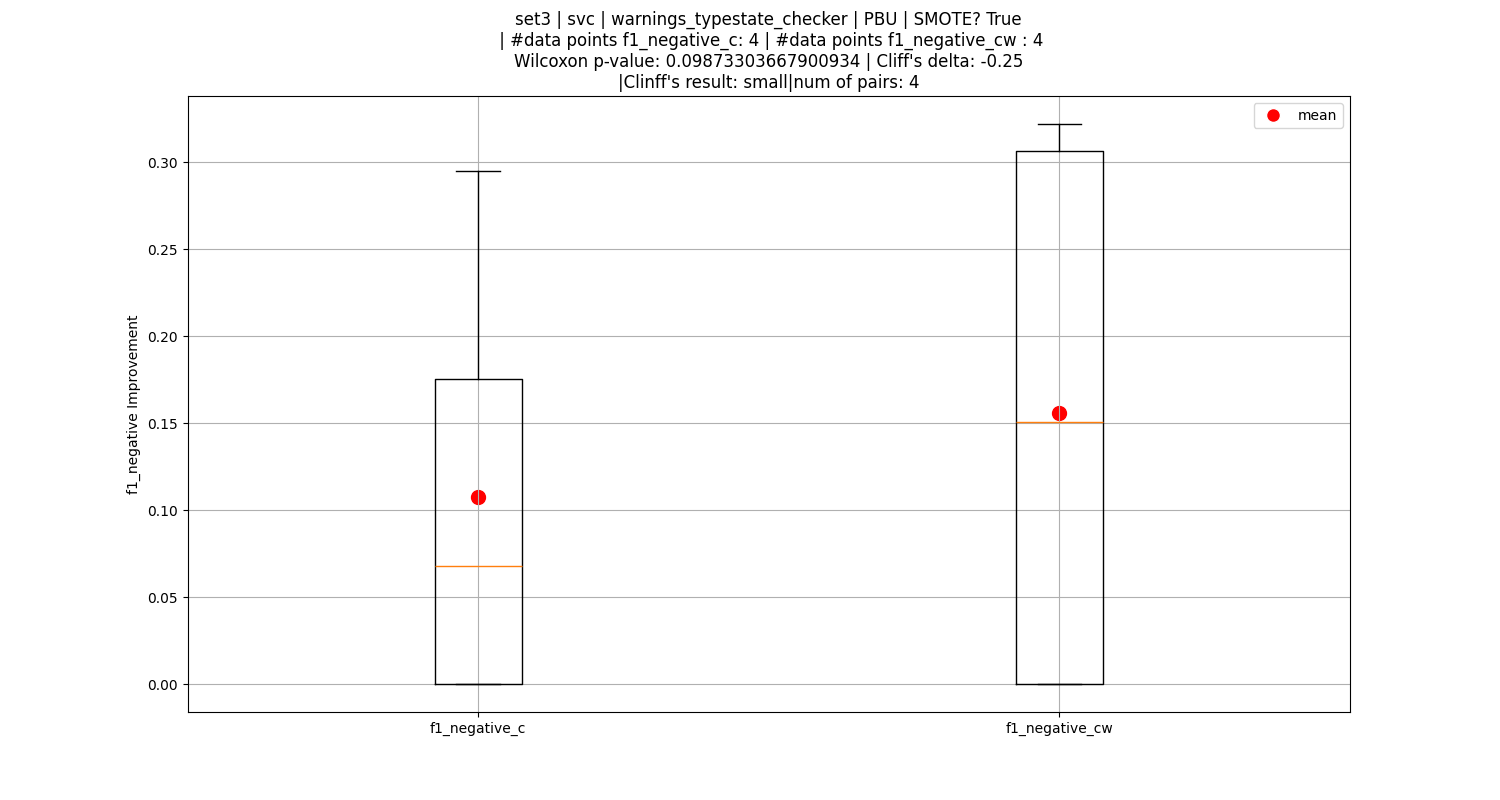 set3 | svc | warnings_typestate_checker | PBU | SMOTE? True
| #data points f1_negative_c: 4 | #data points f1_negative_cw : 4
Wilcoxon p-value: 0.09873303667900934 | Cliff's delta: -0.25
|Clinff's result: small|num of pairs: 4
mean
0.30
0.25
0.20
0.15
0.10
0.05
0.00
f1_negative Improvement
f1_negative_c
f1_negative_cw